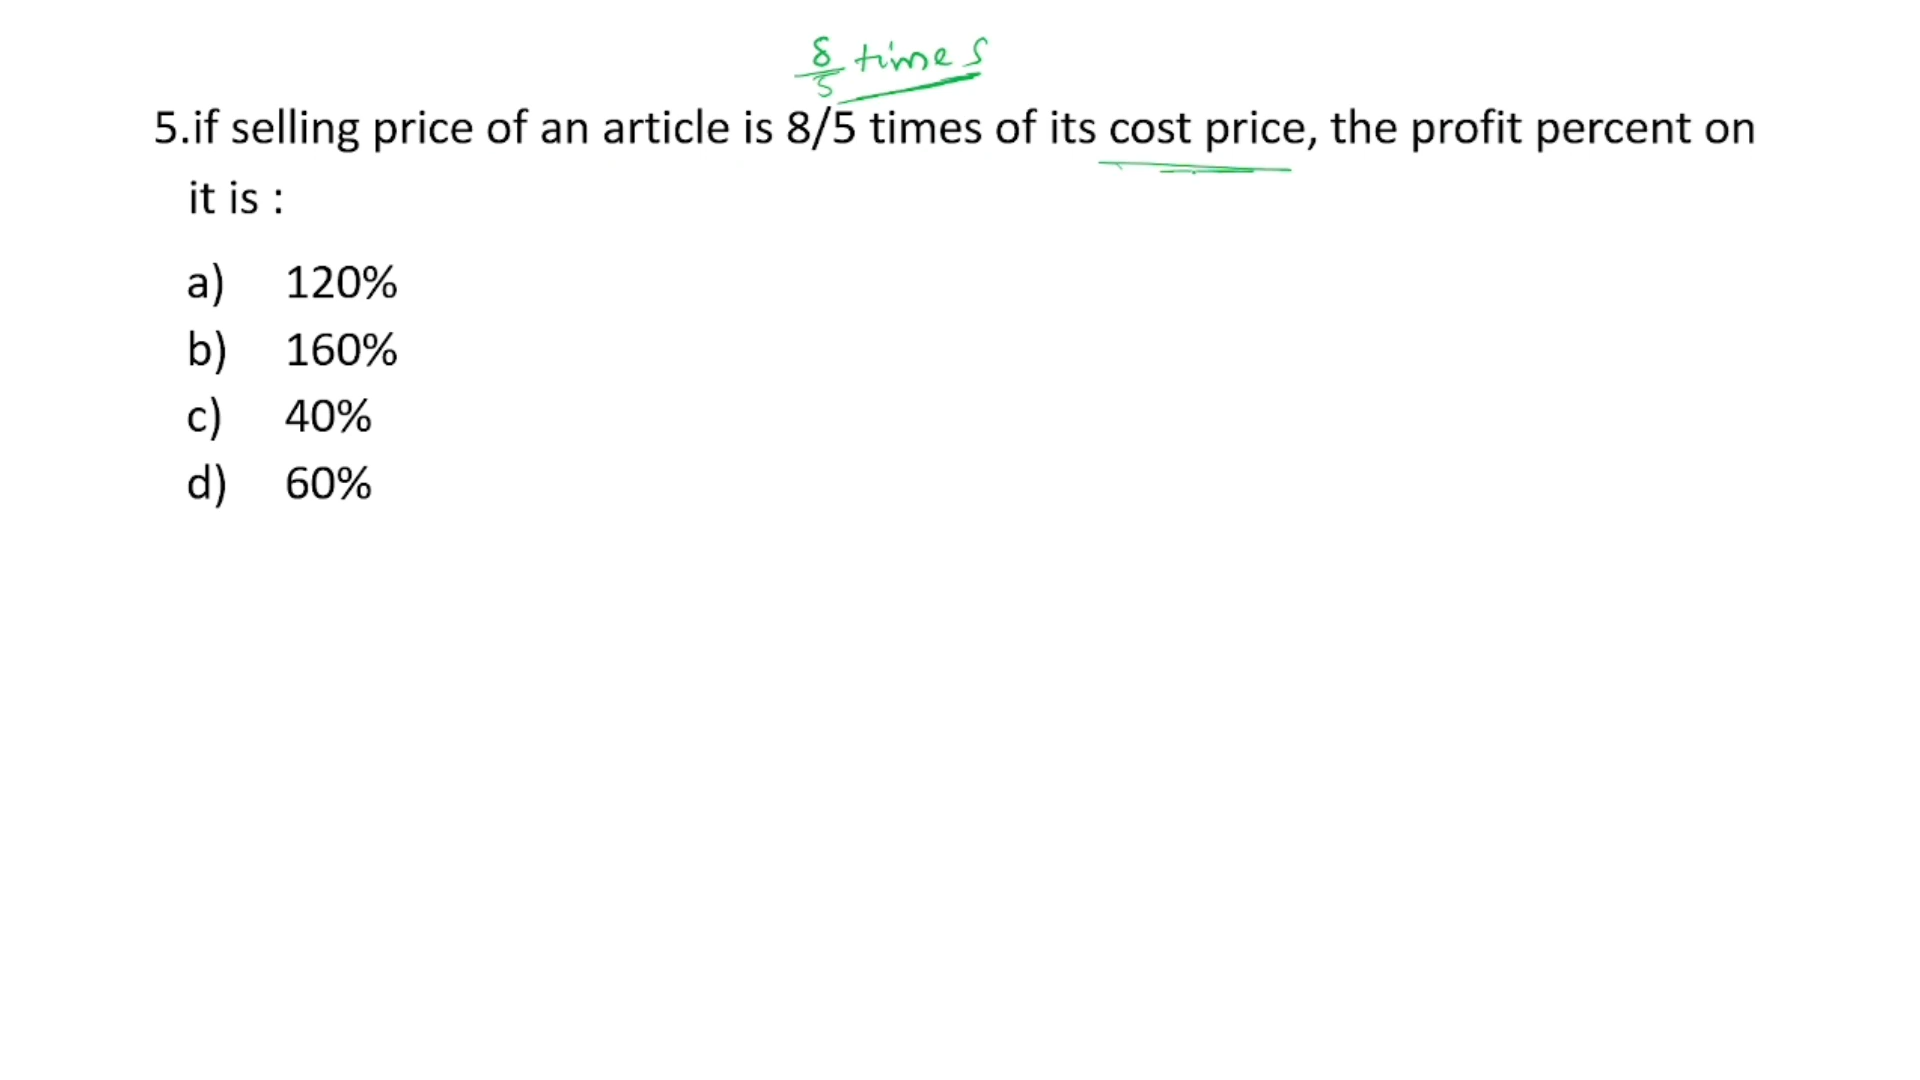 8/5 times
5.if selling price of an article is 8/5 times of its cost price, the profit percent on
it is :
a) 120%
b) 160%
c) 40%
d) 60%